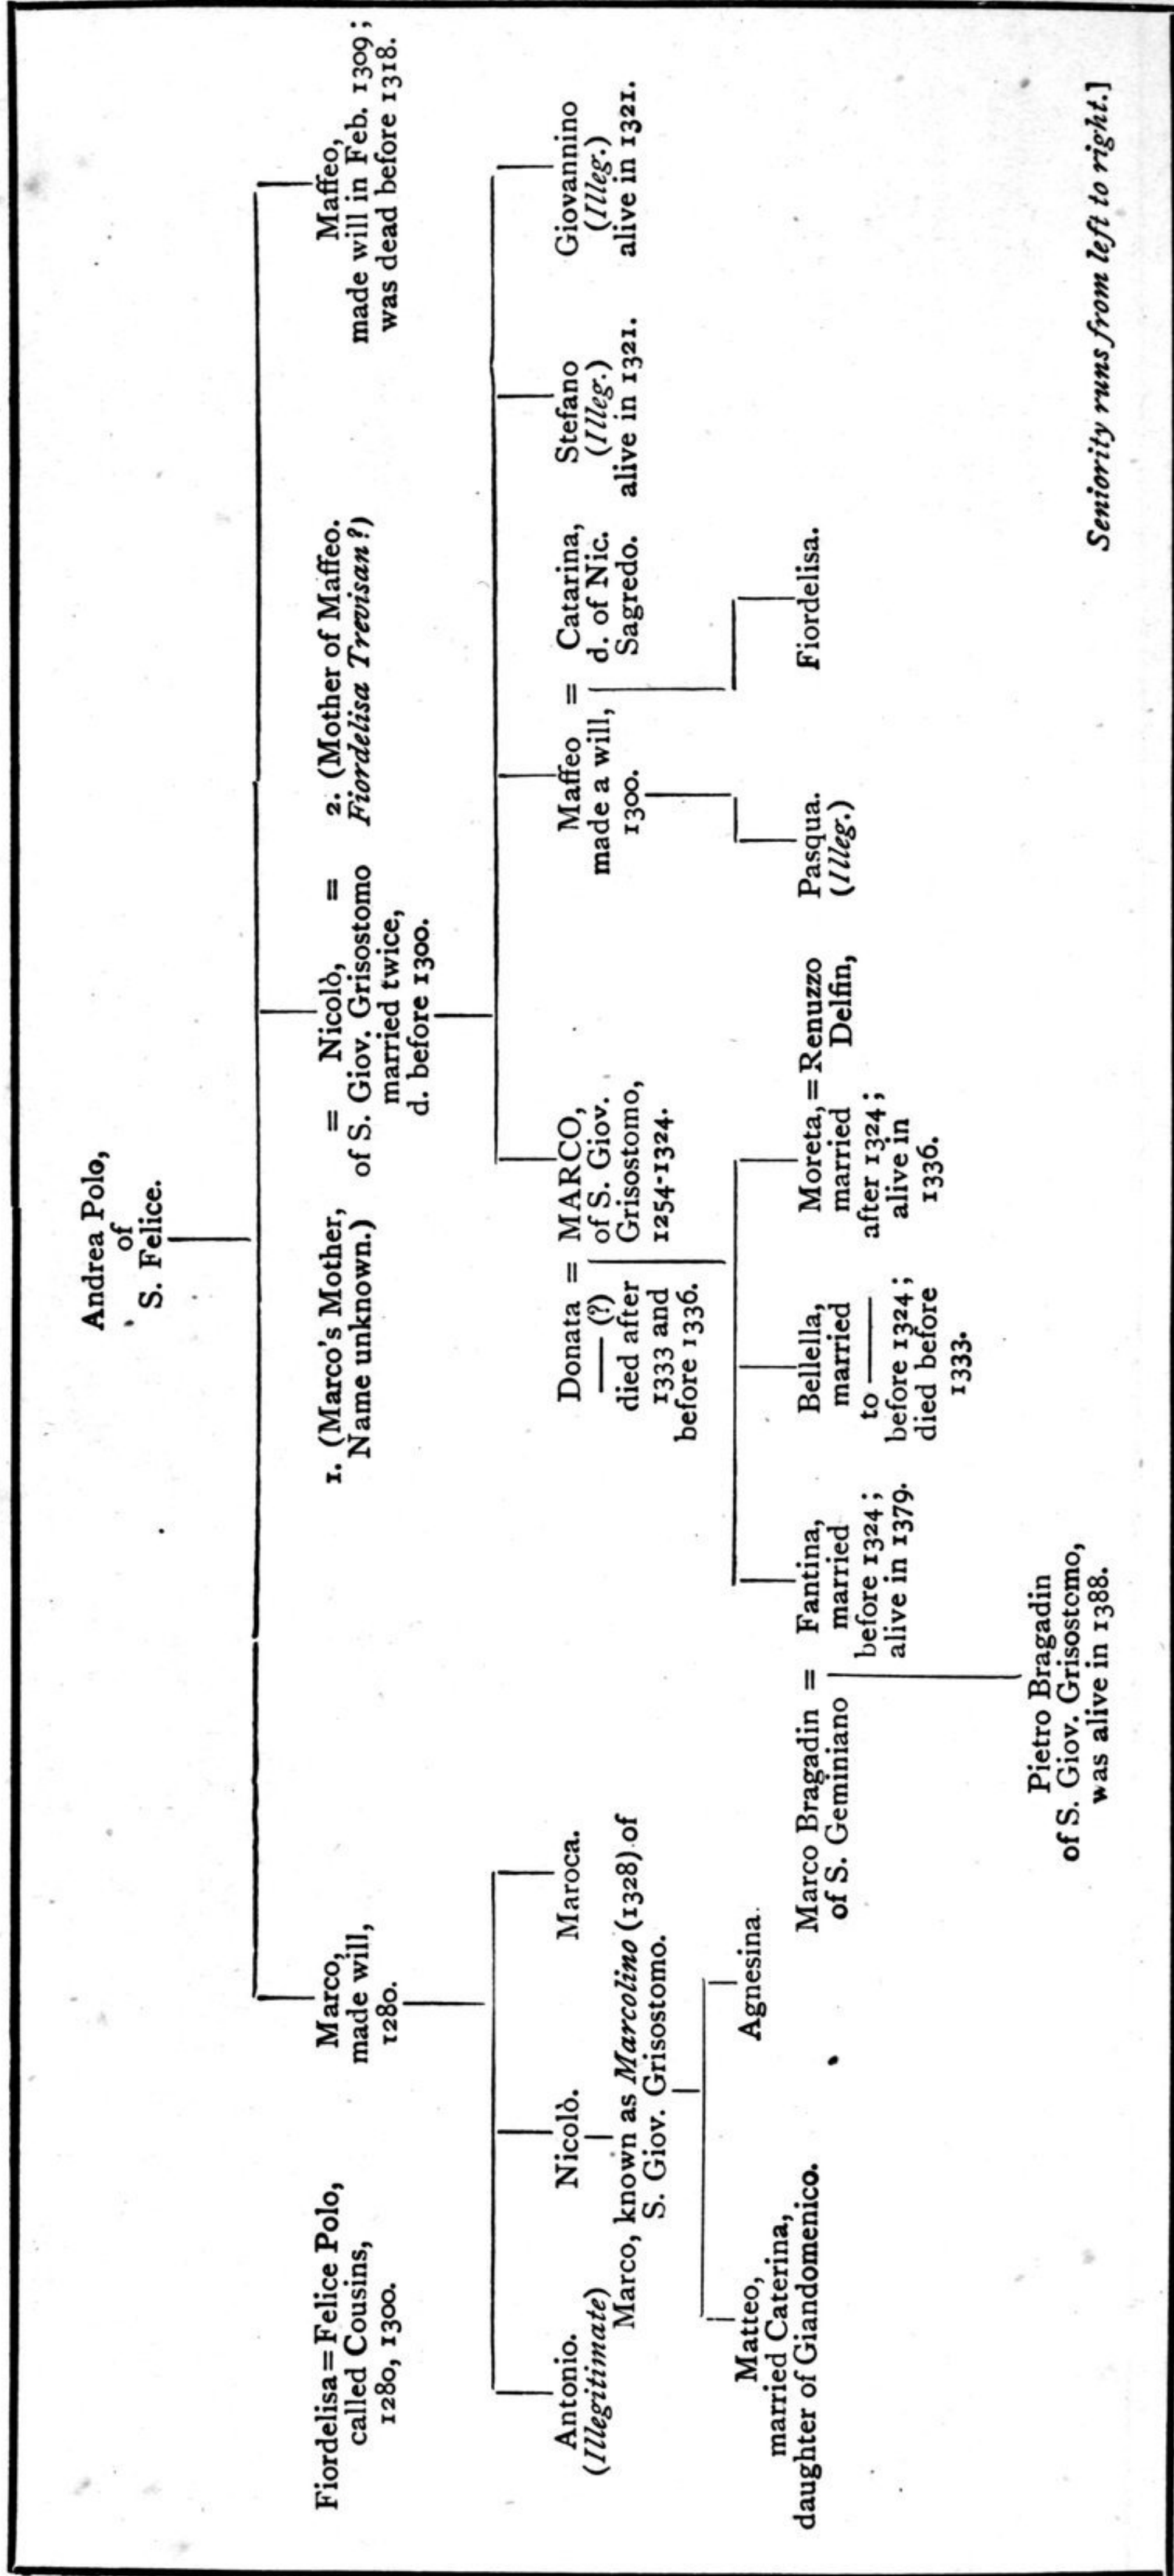 Andrea Polo,
of
S. Felice.
Fiordelisa = Felice Polo,
called Cousins,
1280, 1300.
Marco,
made will,
1280.
1. (Marco's Mother,
Name unknown.)
= Nicolò, =
of S. Giov. Grisostomo
married twice,
d. before 1300.
2. (Mother of Maffeo.
Fiordelisa Trevisan?)
Maffeo,
made will in Feb. 1309;
was dead before 1318.
Antonio.
(Illegitimate)
Nicolò.
Maroca.
Marco, known as Marcolino (1328) of
S. Giov. Grisostomo.
Donata =
—— (?)
died after
1333 and
before 1336.
MARCO,
of S. Giov.
Grisostomo,
1254-1324.
Maffeo =
made a will,
1300.
Catarina,
d. of Nic.
Sagredo.
Stefano
(Illeg.)
alive in 1321.
Giovannino
(Illeg.)
alive in 1321.
Matteo,
married Caterina,
daughter of Giandomenico.
Agnesina.
Marco Bragadin =
of S. Geminiano
Fantina,
married
before 1324;
alive in 1379.
Bellella,
married
to ———
before 1324;
died before
1333.
Moreta, = Renuzzo
married Delfin,
after 1324;
alive in
1336.
Pasqua.
(Illeg.)
Fiordelisa.
Pietro Bragadin
of S. Giov. Grisostomo,
was alive in 1388.
Seniority runs from left to right.]